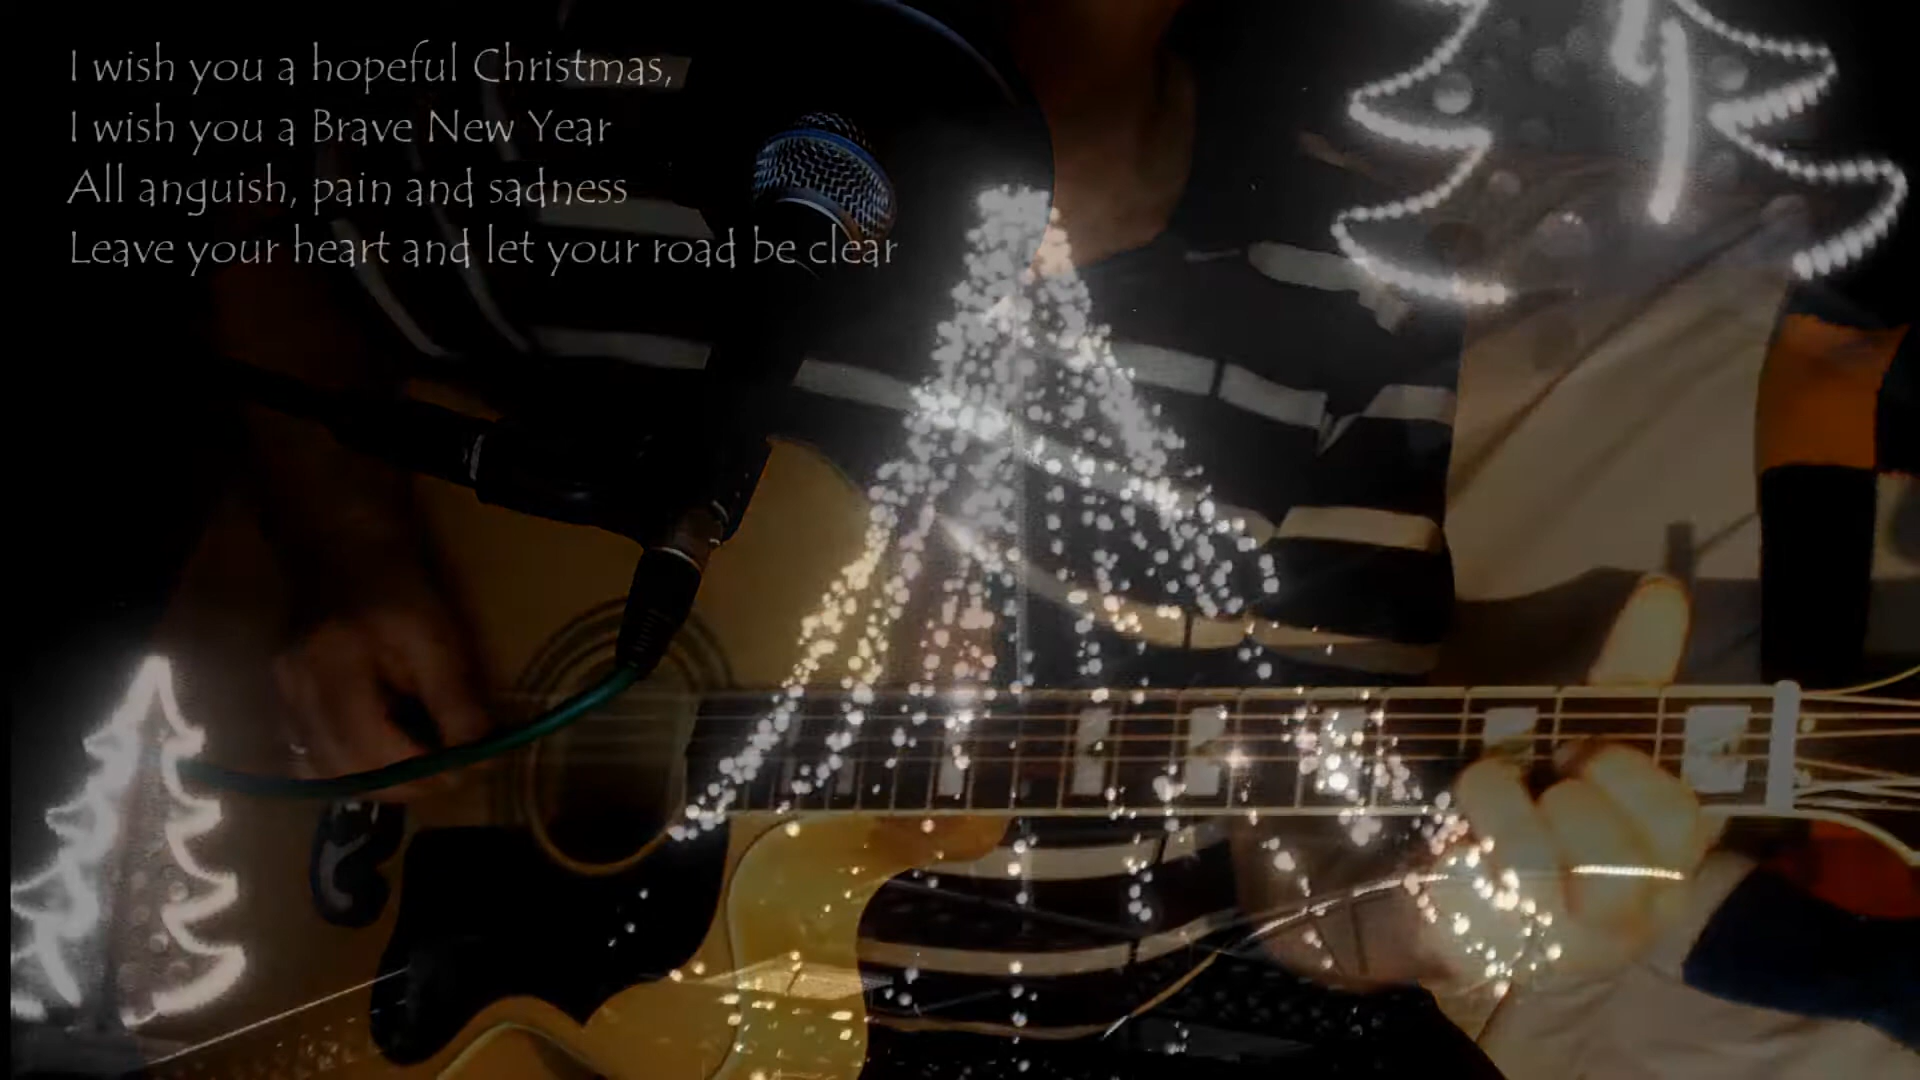 I wish you a hopeful Christmas,
I wish you a Brave New Year
All anguish, pain and sadness
Leave your heart and let your road be clear